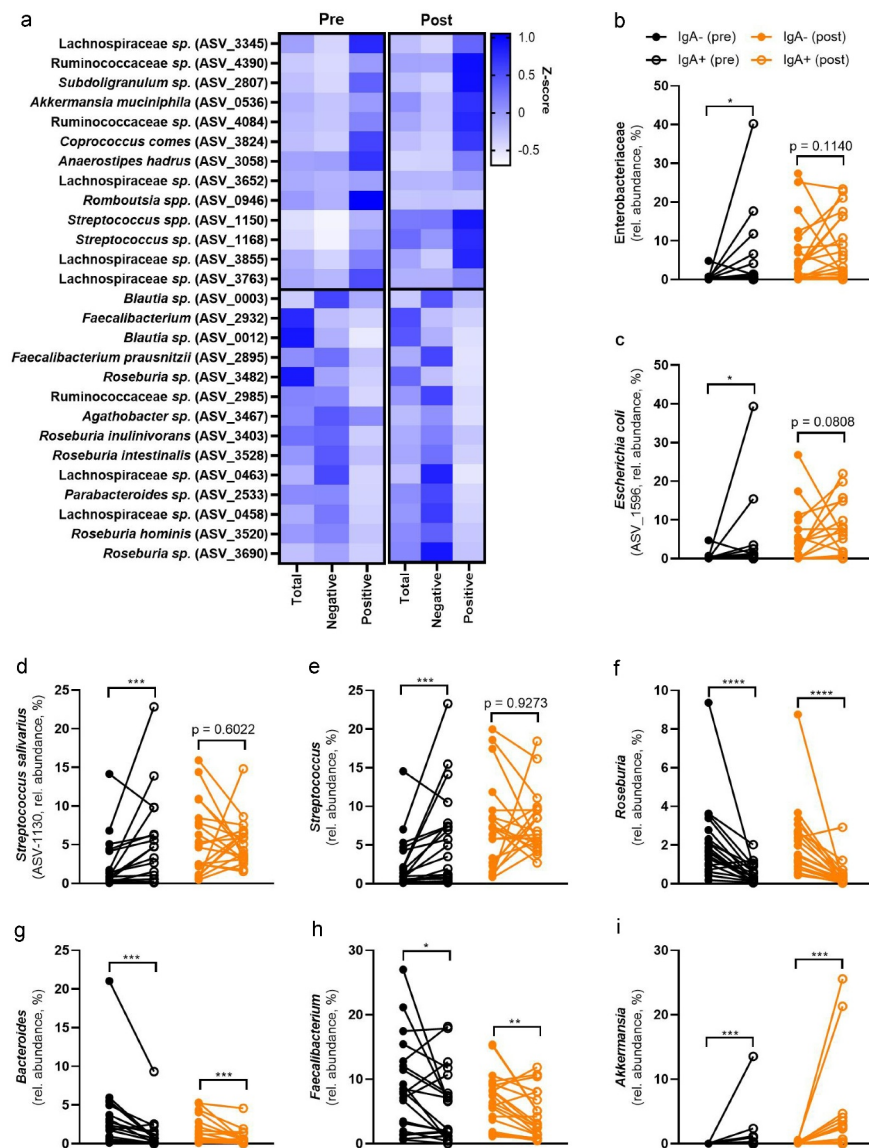 a
Pre Post
Lachnospiraceae sp. (ASV_3345)
Ruminococcaceae sp. (ASV_4390)
Subdoligranulum sp. (ASV_2807)
Akkermansia muciniphila (ASV_0536)
Ruminococcaceae sp. (ASV_4084)
Coprococcus comes (ASV_3824)
Anaerostipes hadrus (ASV_3058)
Lachnospiraceae sp. (ASV_3652)
Romboutsia spp (ASV_0946)
Streptococcus spp. (ASV_1150)
Streptococcus sp. (ASV_1168)
Lachnospiraceae sp. (ASV_3855)
Lachnospiraceae sp. (ASV_3763)
Blautia sp. (ASV_0003)
Faecalibacterium (ASV_2932)
Blautia sp. (ASV_0012)
Faecalibacterium prausnitzii (ASV_2895)
Roseburia sp. (ASV_3482)
Ruminococcaceae sp. (ASV_2985)
Agathobacter sp. (ASV_3467)
Roseburia inulinivorans (ASV_3403)
Roseburia intestinalis (ASV_3528)
Lachnospiraceae sp. (ASV_0463)
Parabacteroides sp. (ASV_2533)
Lachnospiraceae sp. (ASV_0458)
Roseburia hominis (ASV_3520)
Roseburia sp. (ASV_3690)
Total Negative Positive Total Negative Positive
1.0
0.5
0
-0.5
Z-score
b
IgA- (pre) IgA- (post)
IgA+ (pre) IgA+ (post)
Enterobacteriaceae
(rel. abundance, %)
50
40
30
20
10
0
*
p = 0.1140
c
Escherichia coli
(ASV_1596, rel. abundance, %)
50
40
30
20
10
0
*
p = 0.0808
d
Streptococcus salivarius
(ASV-1130, rel. abundance, %)
25
20
15
10
5
0
***
p = 0.6022
e
Streptococcus
(rel. abundance, %)
25
20
15
10
5
0
***
p = 0.9273
f
Roseburia
(rel. abundance, %)
10
8
6
4
2
0
****
****
g
Bacteroides
(rel. abundance, %)
25
20
15
10
5
0
***
***
h
Faecalibacterium
(rel. abundance, %)
30
20
10
0
*
**
i
Akkermansia
(rel. abundance, %)
30
20
10
0
***
***